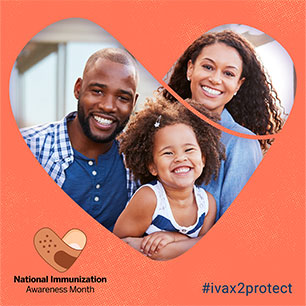 National Immunization
Awareness Month
#ivax2protect